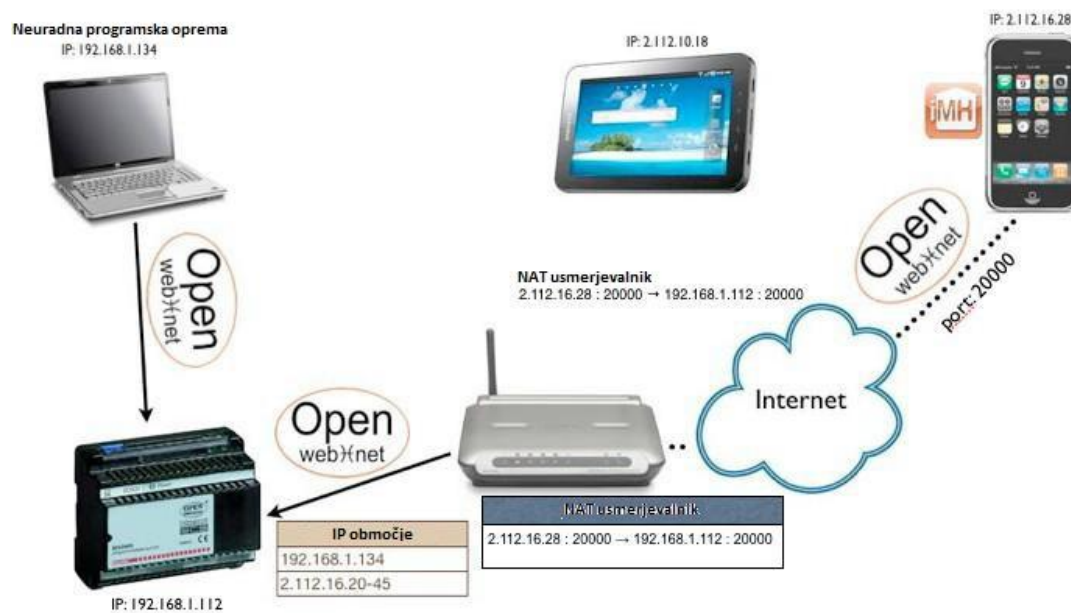 Neuradna programska oprema
IP: 192.168.1.134
IP: 2.112.10.18
IP: 2.112.16.28
iMH
Open
web net
Open
web net
port: 20000
NAT usmerjevalnik
2.112.16.28 : 20000 → 192.168.1.112 : 20000
Internet
Open
web net
NAT usmerjevalnik
2.112.16.28 : 20000 → 192.168.1.112 : 20000
IP območje
192.168.1.134
2.112.16.20-45
IP: 192.168.1.112